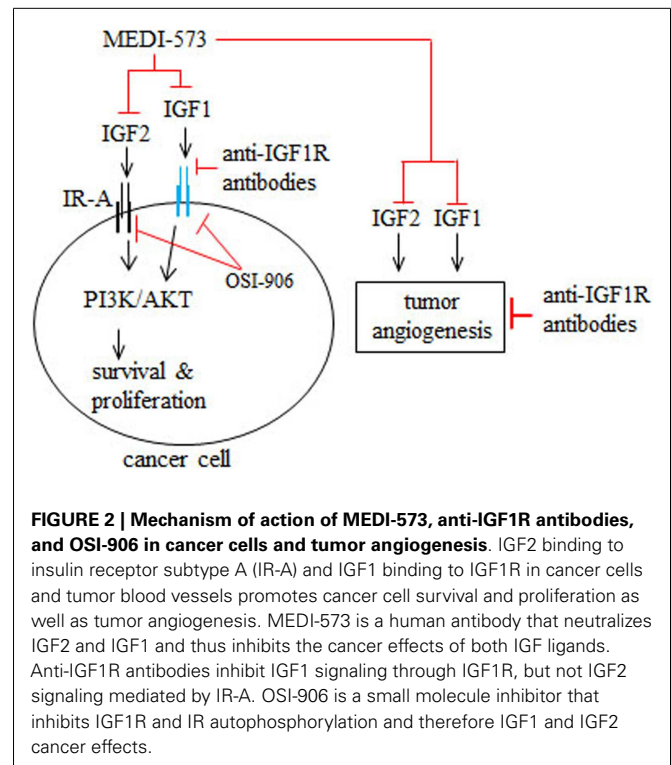 MEDI-573
IGF2
IGF1
anti-IGF1R
antibodies
IR-A
OSI-906
PI3K/AKT
survival &
proliferation
cancer cell
IGF2 IGF1
tumor
angiogenesis
anti-IGF1R
antibodies
FIGURE 2 | Mechanism of action of MEDI-573, anti-IGF1R antibodies,
and OSI-906 in cancer cells and tumor angiogenesis. IGF2 binding to
insulin receptor subtype A (IR-A) and IGF1 binding to IGF1R in cancer cells
and tumor blood vessels promotes cancer cell survival and proliferation as
well as tumor angiogenesis. MEDI-573 is a human antibody that neutralizes
IGF2 and IGF1 and thus inhibits the cancer effects of both IGF ligands.
Anti-IGF1R antibodies inhibit IGF1 signaling through IGF1R, but not IGF2
signaling mediated by IR-A. OSI-906 is a small molecule inhibitor that
inhibits IGF1R and IR autophosphorylation and therefore IGF1 and IGF2
cancer effects.